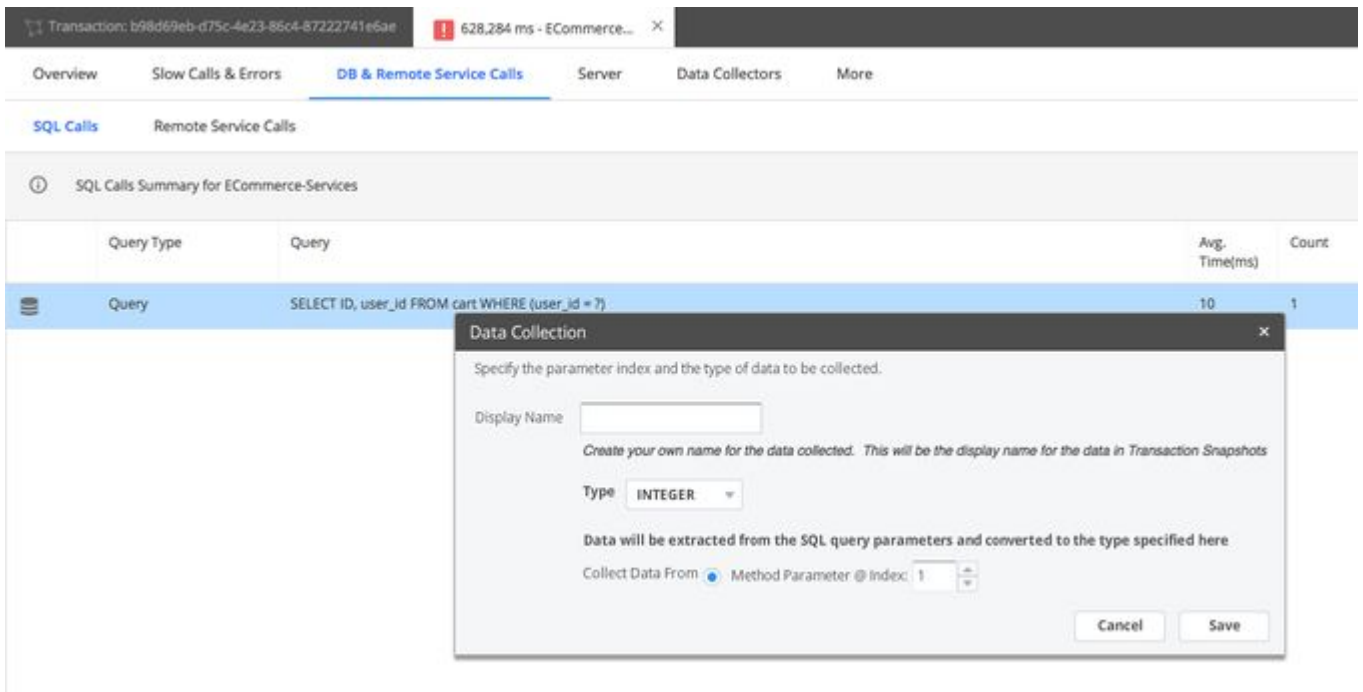 Transaction: b98d69eb-d75c-4e23-86c4-87222741e6ae
628,284 ms - ECommerce...
Overview Slow Calls & Errors DB & Remote Service Calls Server Data Collectors More
SQL Calls Remote Service Calls
SQL Calls Summary for ECommerce-Services
Query Type Query Avg. Time(ms) Count
Query SELECT ID, user_id FROM cart WHERE (user_id = ?) 10 1
Data Collection
Specify the parameter index and the type of data to be collected.
Display Name
Create your own name for the data collected. This will be the display name for the data in Transaction Snapshots
Type INTEGER
Data will be extracted from the SQL query parameters and converted to the type specified here
Collect Data From Method Parameter @ Index: 1
Cancel Save